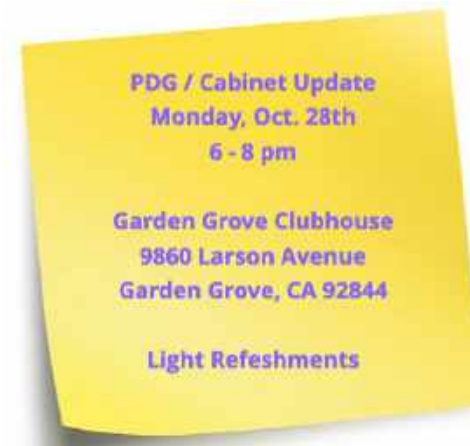 PDG / Cabinet Update
Monday, Oct. 28th
6 - 8 pm
Garden Grove Clubhouse
9860 Larson Avenue
Garden Grove, CA 92844
Light Refeshments